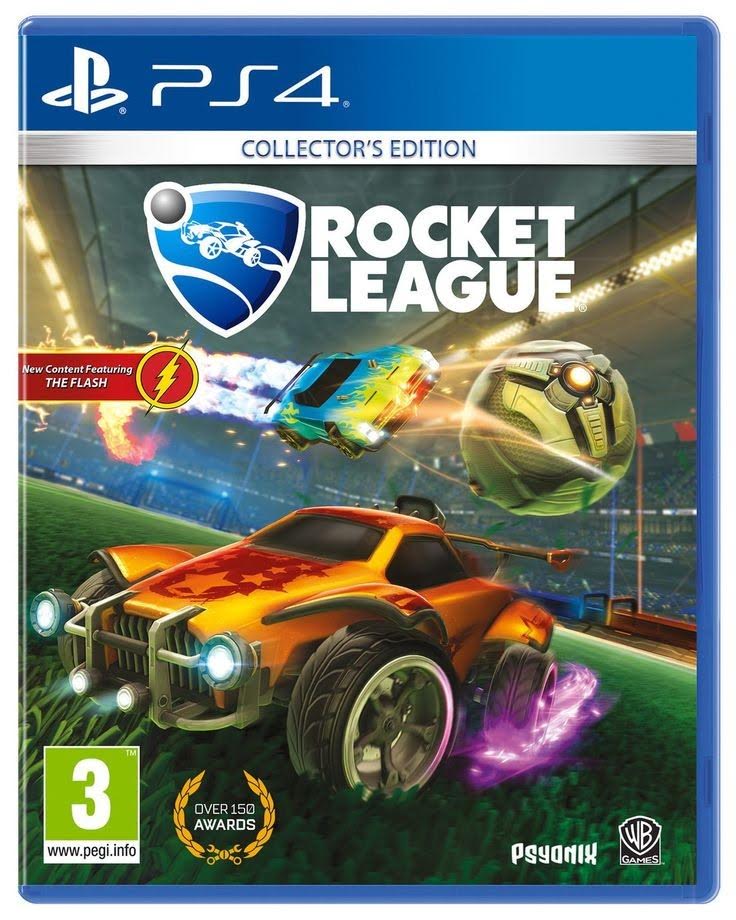 PS4
COLLECTOR'S EDITION
ROCKET
LEAGUE
New Content Featuring
THE FLASH
3
TM
www.pegi.info
OVER 150
AWARDS
PSYONIX
WB
GAMES